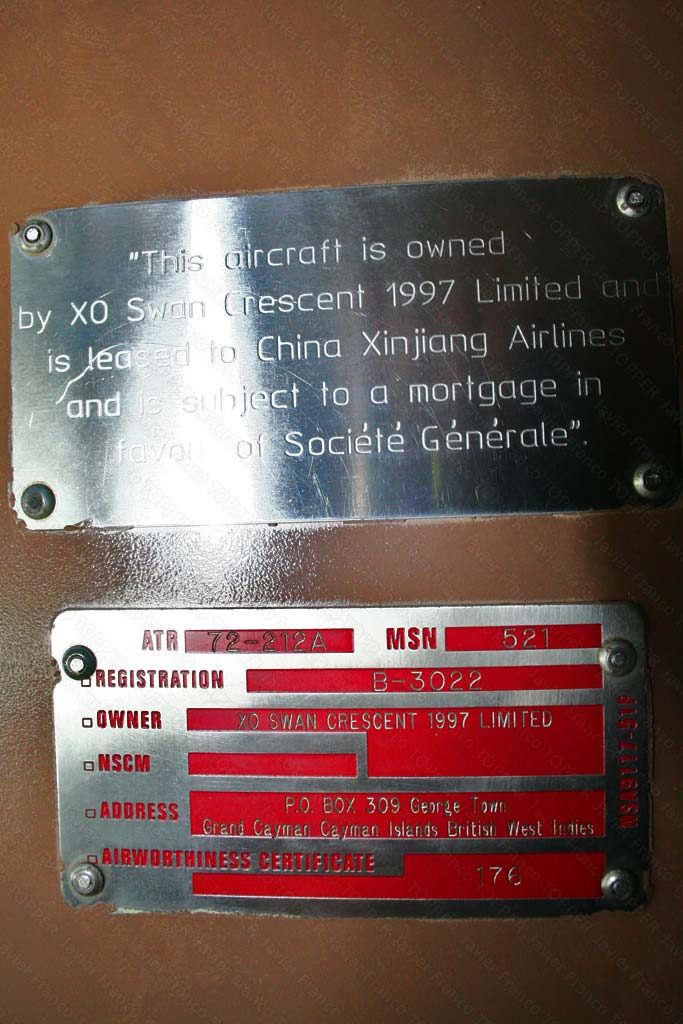 "This aircraft is owned
by XO Swan Crescent 1997 Limited and
is leased to China Xinjiang Airlines
and is subject to a mortgage in
favour of Société Générale".
ATR 72-212A MSN 521
REGISTRATION B-3022
OWNER XO SWAN CRESCENT 1997 LIMITED
NSCM
ADDRESS P.O. BOX 309 George Town
Grand Cayman Cayman Islands British West Indies
AIRWORTHINESS CERTIFICATE 176